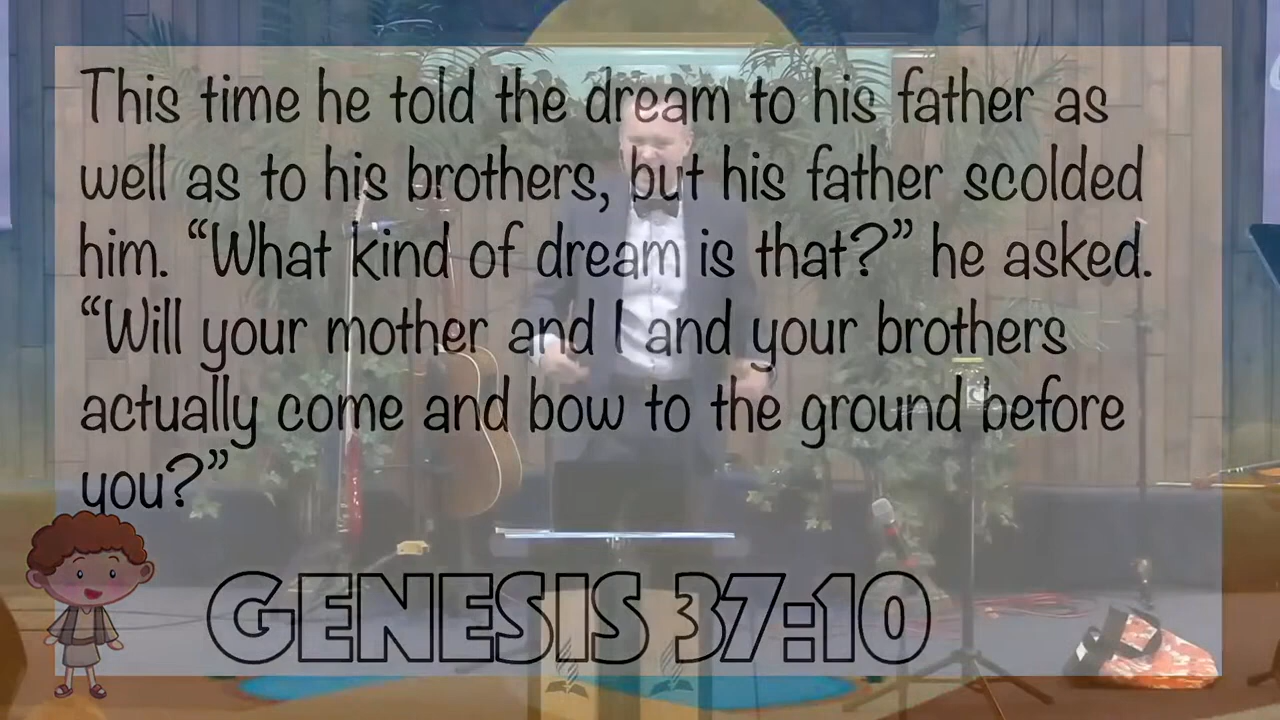 This time he told the dream to his father as
well as to his brothers, but his father scolded
him. “What kind of dream is that?” he asked.
“Will your mother and I and your brothers
actually come and bow to the ground before
you?”
GENESIS 37:10